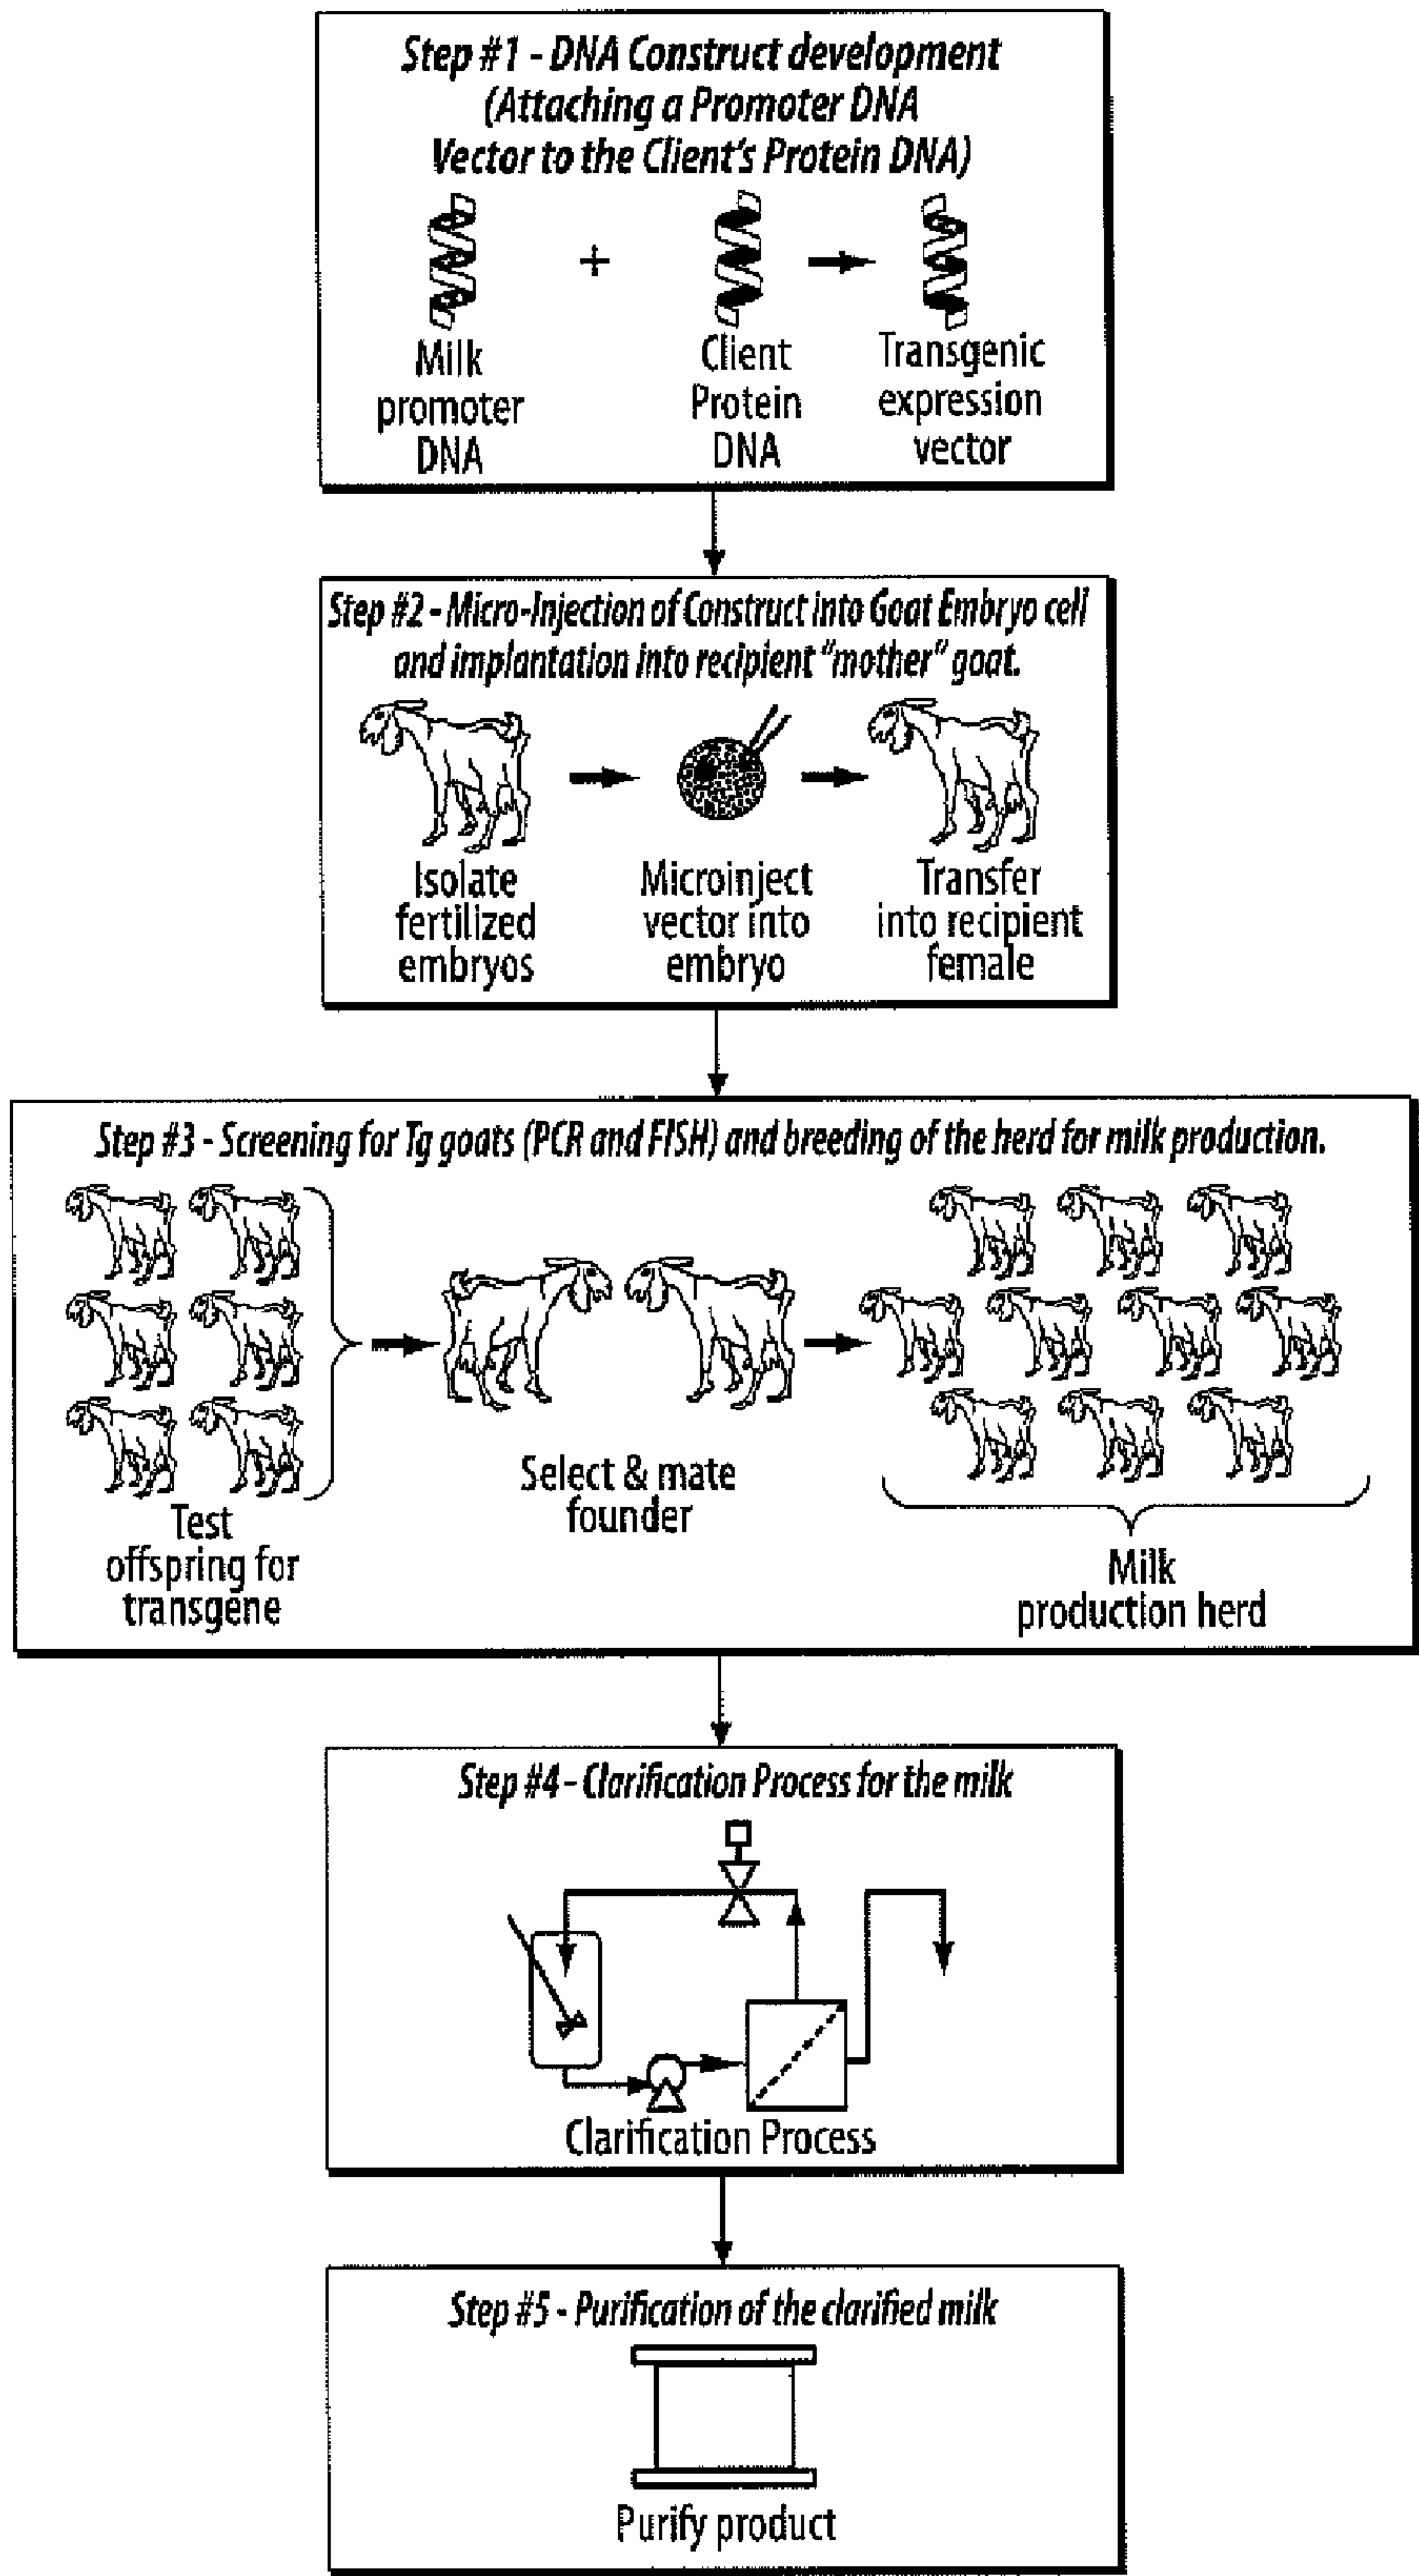 Step #1 - DNA Construct development
(Attaching a Promoter DNA
Vector to the Client's Protein DNA)
+
Milk
promoter
DNA
Client
Protein
DNA
Transgenic
expression
vector
Step #2 - Micro-Injection of Construct into Goat Embryo cell
and implantation into recipient "mother" goat.
Isolate
fertilized
embryos
Microinject
vector into
embryo
Transfer
into recipient
female
Step #3 - Screening for Tg goats (PCR and FISH) and breeding of the herd for milk production.
Test
offspring for
transgene
Select & mate
founder
Milk
production herd
Step #4 - Clarification Process for the milk
Clarification Process
Step #5 - Purification of the clarified milk
Purify product